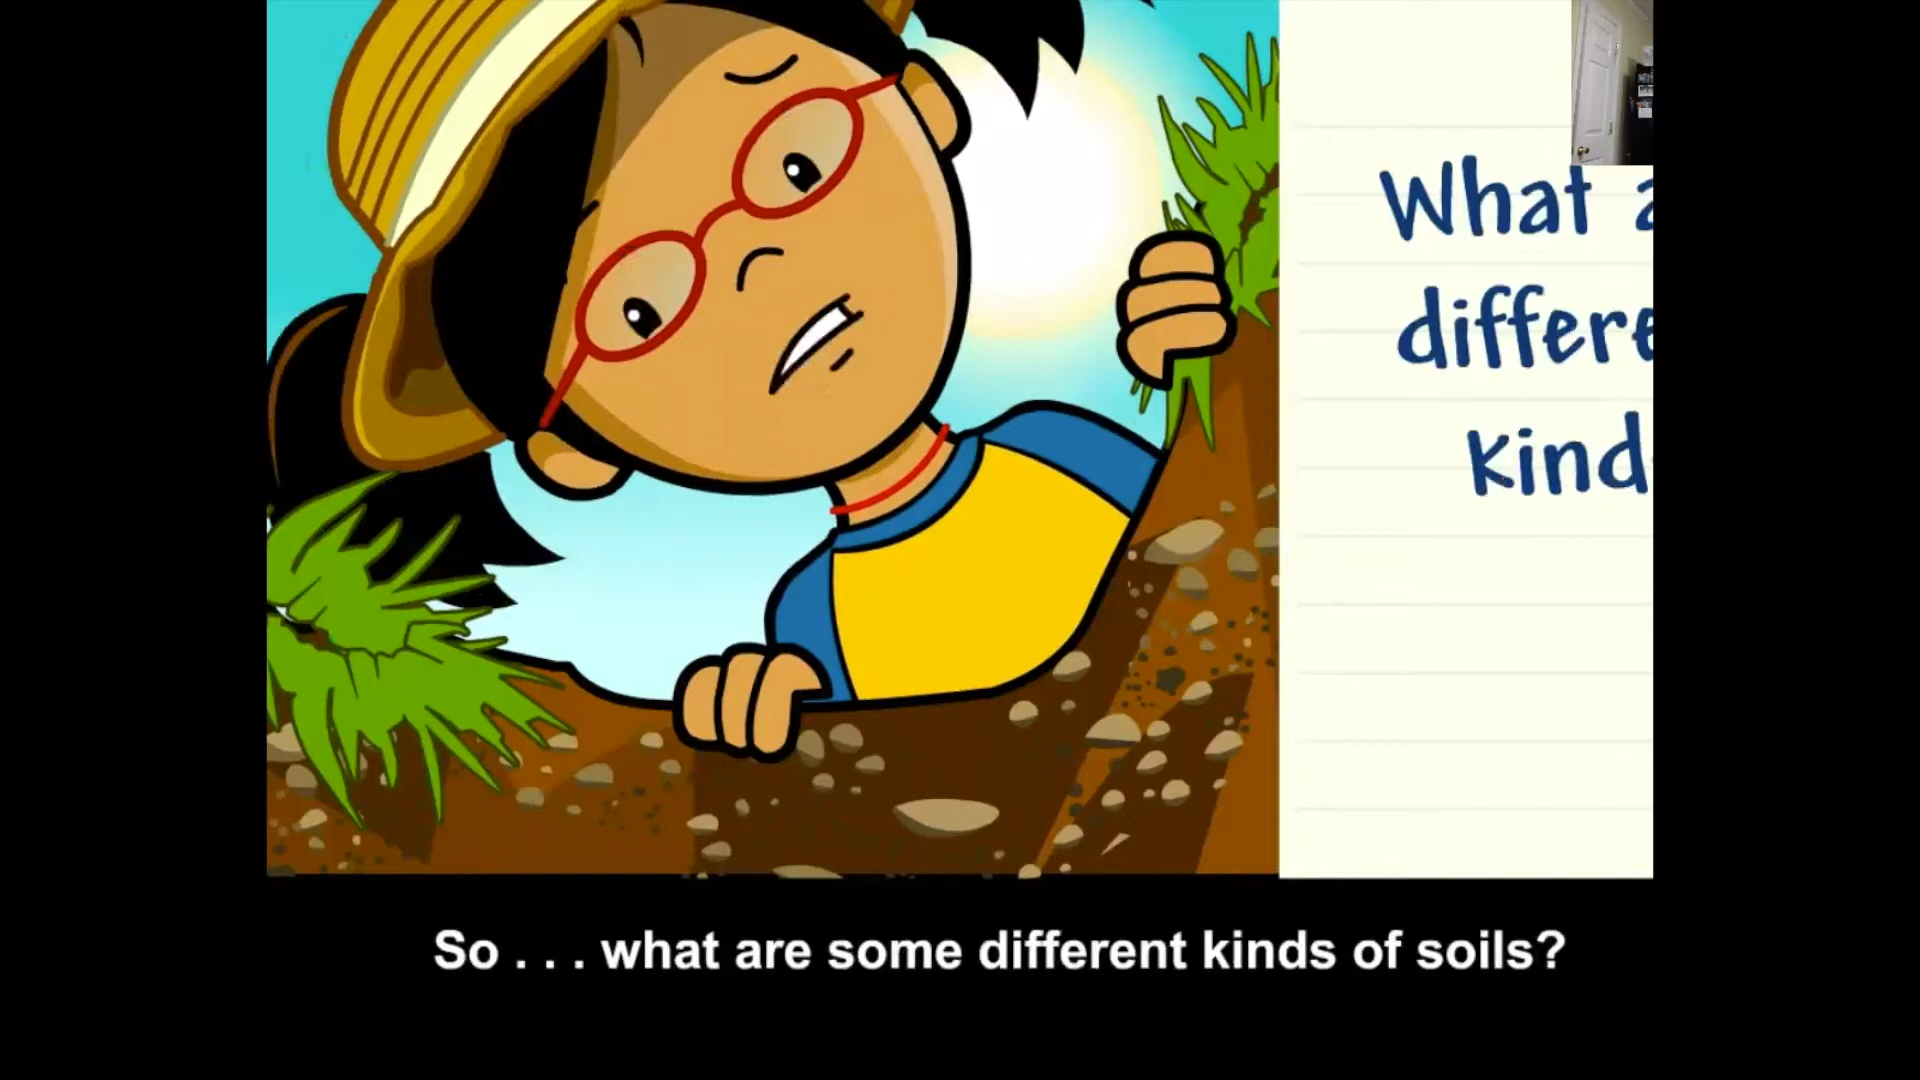 What a
differe
kind
So . . . what are some different kinds of soils?